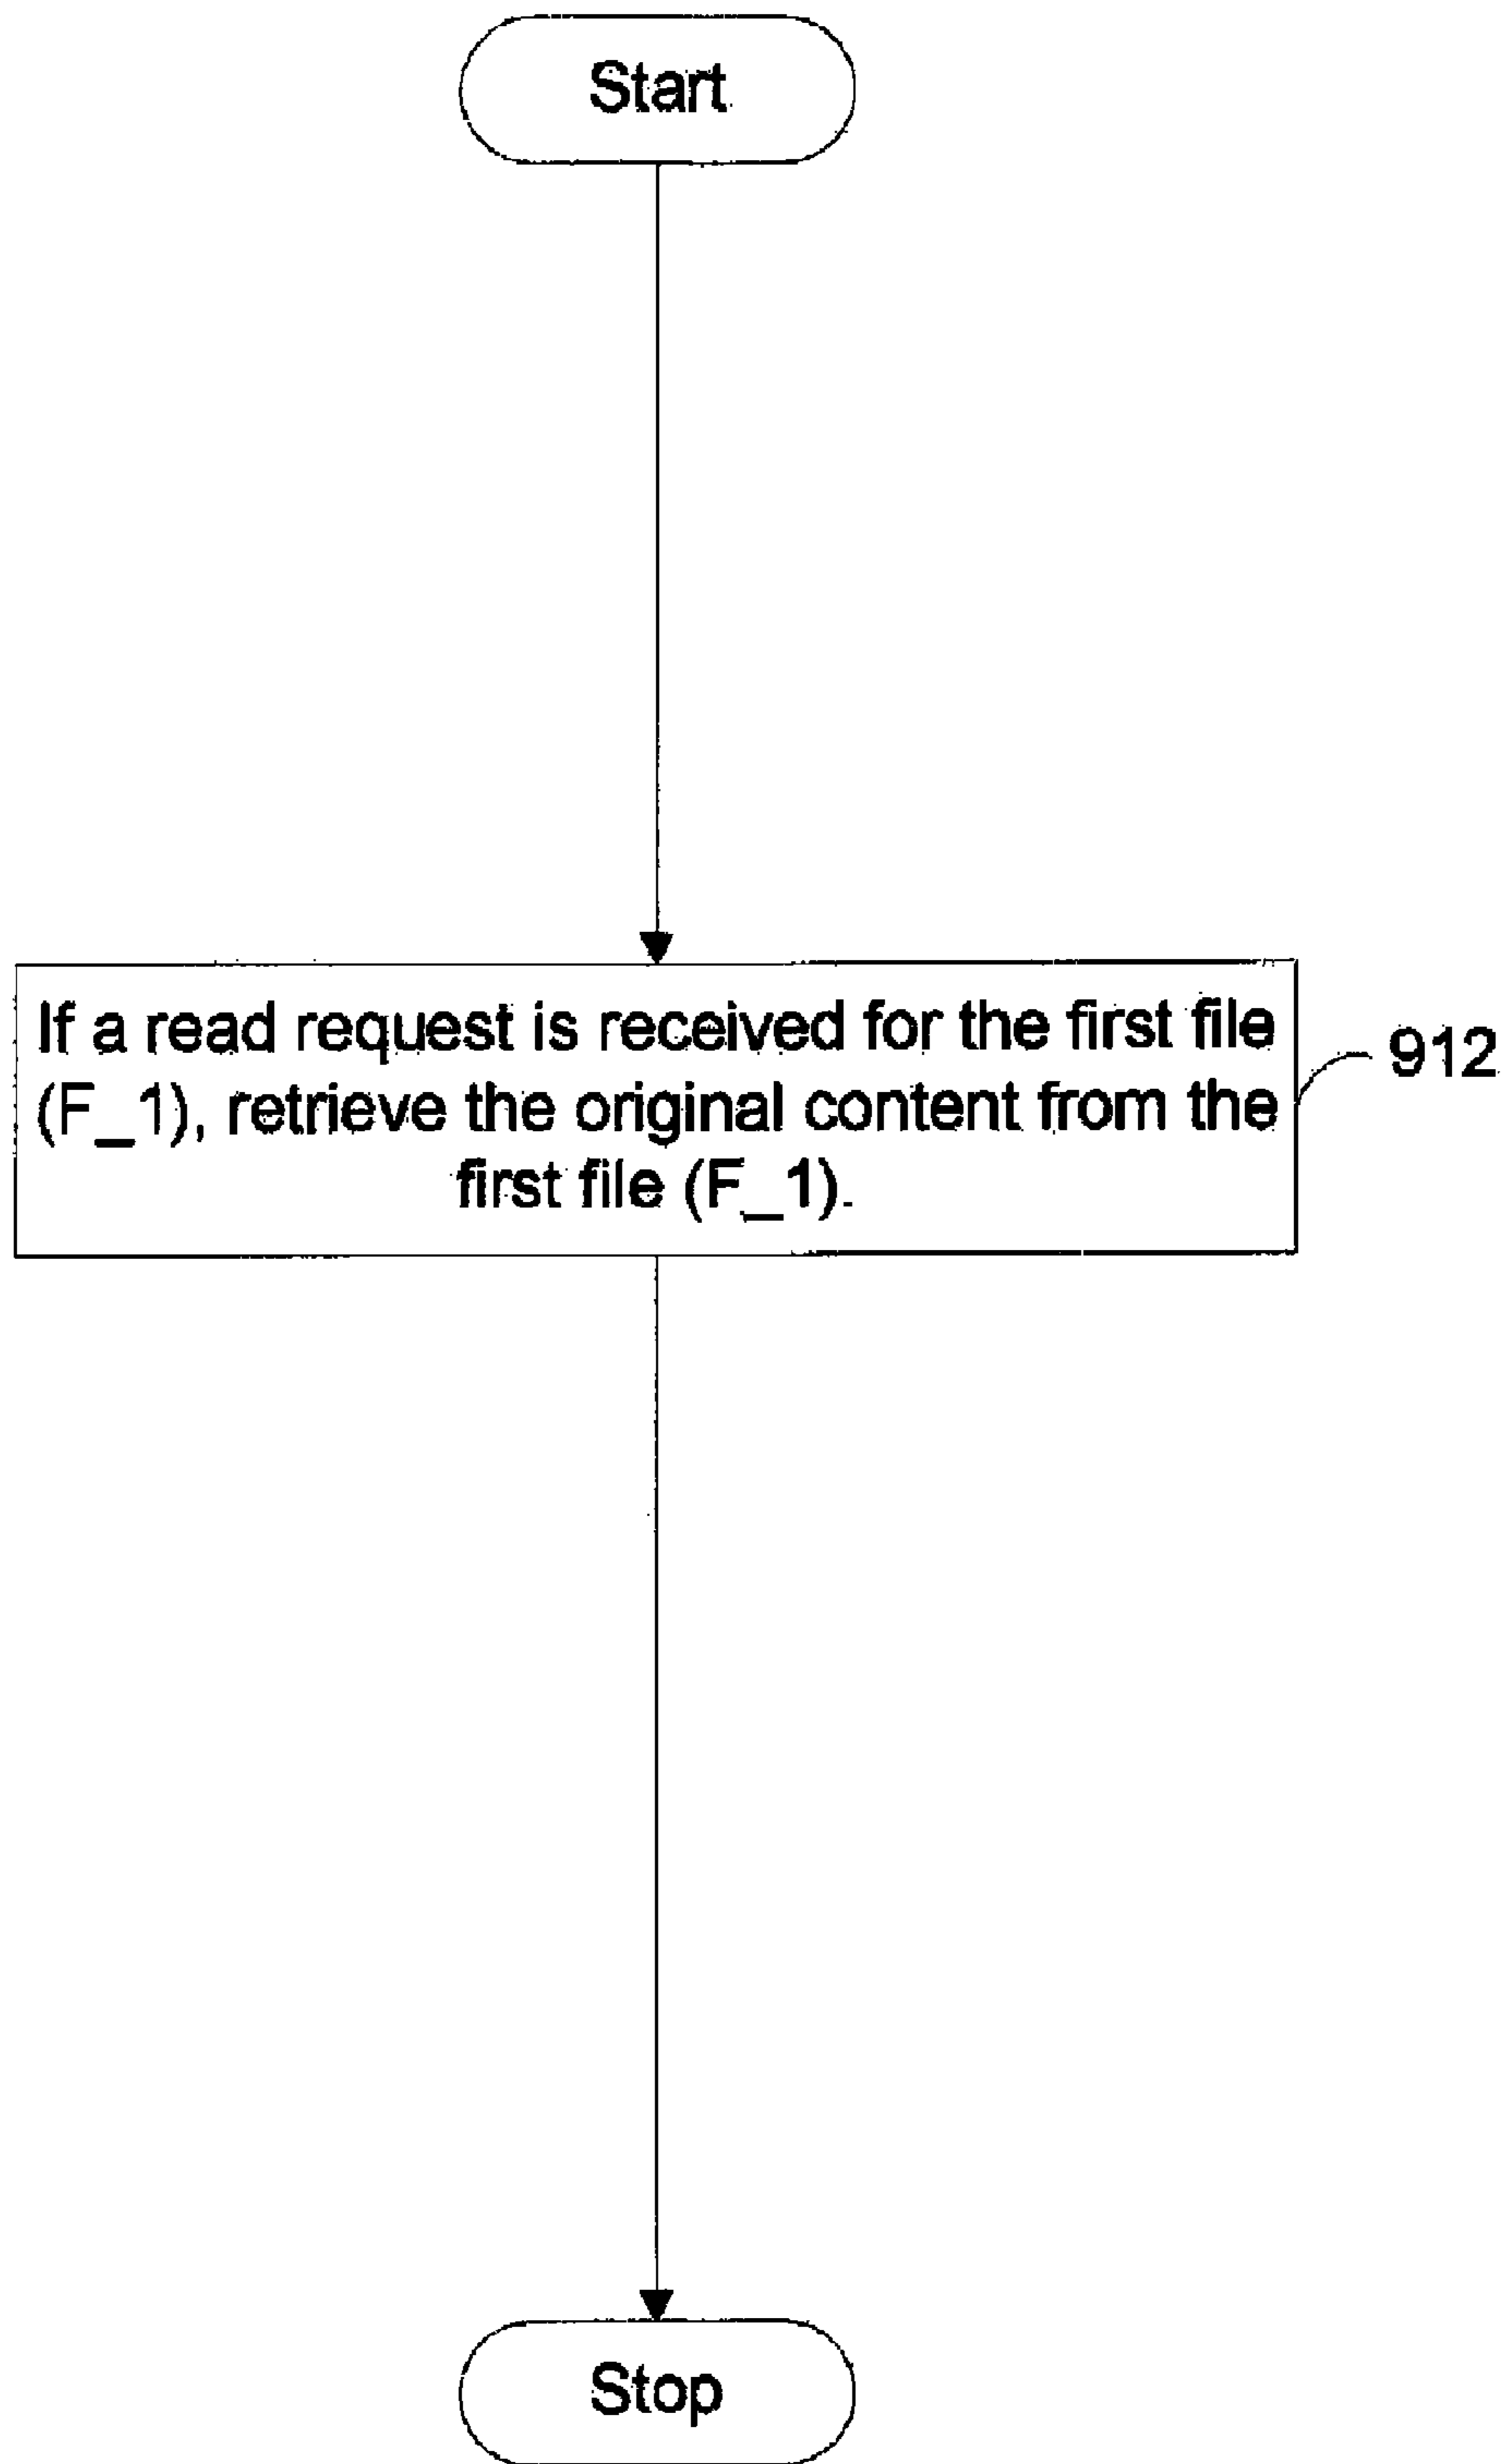 Start
If a read request is received for the first file
(F_1), retrieve the original content from the
first file (F_1).
912
Stop